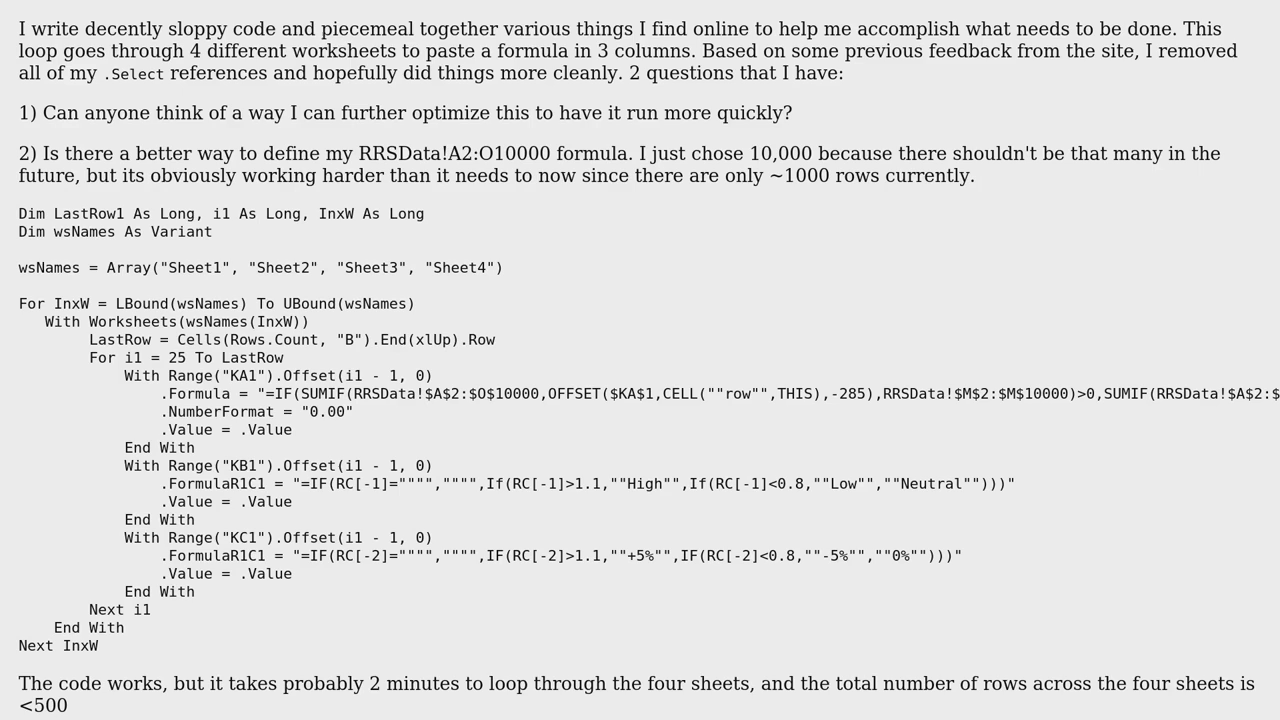 I write decently sloppy code and piecemeal together various things I find online to help me accomplish what needs to be done. This
loop goes through 4 different worksheets to paste a formula in 3 columns. Based on some previous feedback from the site, I removed
all of my .Select references and hopefully did things more cleanly. 2 questions that I have:
1) Can anyone think of a way I can further optimize this to have it run more quickly?
2) Is there a better way to define my RRSData!A2:O10000 formula. I just chose 10,000 because there shouldn't be that many in the
future, but its obviously working harder than it needs to now since there are only ~1000 rows currently.
Dim LastRow1 As Long, i1 As Long, InxW As Long
Dim wsNames As Variant
wsNames = Array("Sheet1", "Sheet2", "Sheet3", "Sheet4")
For InxW = LBound(wsNames) To UBound(wsNames)
   With Worksheets(wsNames(InxW))
        LastRow = Cells(Rows.Count, "B").End(xlUp).Row
        For i1 = 25 To LastRow
            With Range("KA1").Offset(i1 - 1, 0)
                .Formula = "=IF(SUMIF(RRSData!$A$2:$O$10000,OFFSET($KA$1,CELL(""row"",THIS),-285),RRSData!$M$2:$M$10000)>0,SUMIF(RRSData!$A$2:$
                .NumberFormat = "0.00"
                .Value = .Value
            End With
            With Range("KB1").Offset(i1 - 1, 0)
                .FormulaR1C1 = "=IF(RC[-1]="""","""",If(RC[-1]>1.1,""High"",If(RC[-1]<0.8,""Low"",""Neutral"")))"
                .Value = .Value
            End With
            With Range("KC1").Offset(i1 - 1, 0)
                .FormulaR1C1 = "=IF(RC[-2]="""","""",IF(RC[-2]>1.1,""+5%"",IF(RC[-2]<0.8,""-5%"",""0%"")))"
                .Value = .Value
            End With
        Next i1
    End With
Next InxW
The code works, but it takes probably 2 minutes to loop through the four sheets, and the total number of rows across the four sheets is
<500